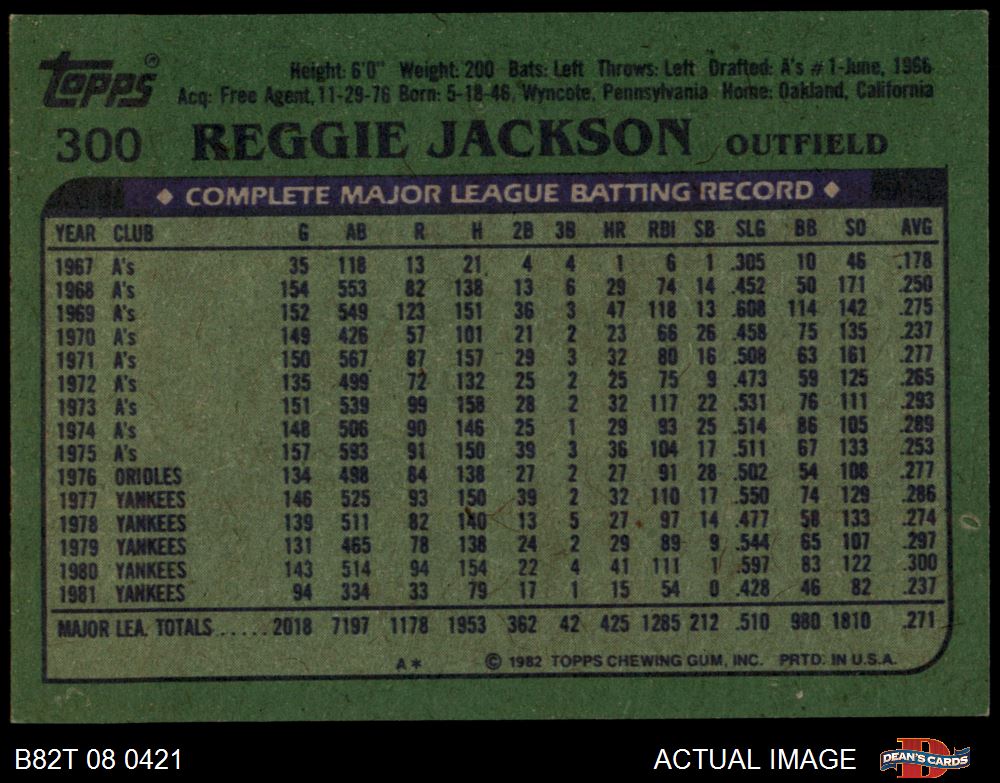 Topps®
Height: 6'0" Weight: 200 Bats: Left Throws: Left Drafted: A's #1-June, 1966
Acq: Free Agent, 11-29-76 Born: 5-18-46, Wyncote, Pennsylvania Home: Oakland, California
300 REGGIE JACKSON OUTFIELD
◆ COMPLETE MAJOR LEAGUE BATTING RECORD ◆
YEAR CLUB G AB R H 2B 3B HR RBI SB SLG BB SO AVG
1967 A's 35 118 13 21 4 4 1 6 1 .305 10 46 .178
1968 A's 154 553 82 138 13 6 29 74 14 .452 50 171 .250
1969 A's 152 549 123 151 36 3 47 118 13 .608 114 142 .275
1970 A's 149 426 57 101 21 2 23 66 26 .458 75 135 .237
1971 A's 150 567 87 157 29 3 32 80 16 .508 63 161 .277
1972 A's 135 499 72 132 25 2 25 75 9 .473 59 125 .265
1973 A's 151 539 99 158 28 2 32 117 22 .531 76 111 .293
1974 A's 148 506 90 146 25 1 29 93 25 .514 86 105 .289
1975 A's 157 593 91 150 39 3 36 104 17 .511 67 133 .253
1976 ORIOLES 134 498 84 138 27 2 27 91 28 .502 54 108 .277
1977 YANKEES 146 525 93 150 39 2 32 110 17 .550 74 129 .286
1978 YANKEES 139 511 82 140 13 5 27 97 14 .477 58 133 .274
1979 YANKEES 131 465 78 138 24 2 29 89 9 .544 65 107 .297
1980 YANKEES 143 514 94 154 22 4 41 111 1 .597 83 122 .300
1981 YANKEES 94 334 33 79 17 1 15 54 0 .428 46 82 .237
MAJOR LEA. TOTALS ..... 2018 7197 1178 1953 362 42 425 1285 212 .510 980 1810 .271
A* © 1982 TOPPS CHEWING GUM, INC. PRTD. IN U.S.A.
B82T 08 0421 ACTUAL IMAGE DEAN'S CARDS